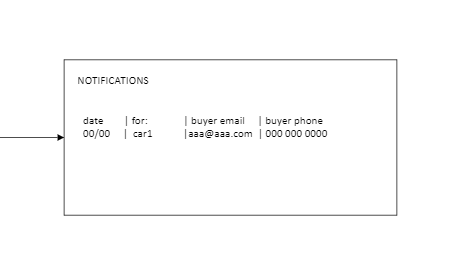 NOTIFICATIONS
date | for: | buyer email | buyer phone
00/00 | car1 |aaa@aaa.com | 000 000 0000